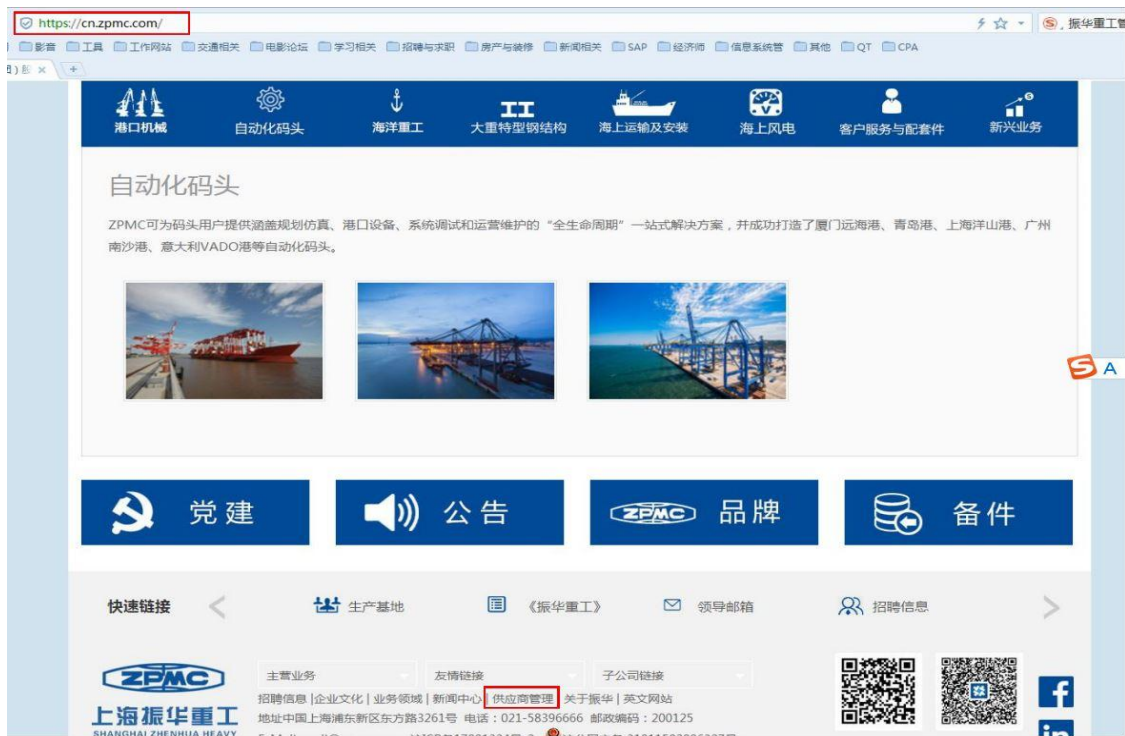 https://cn.zpmc.com/
振华重工管
影音 工具 工作网站 交通相关 电影论坛 学习相关 招聘与求职 房产与装修 新闻相关 SAP 经济师 信息系统管 其他 QT CPA
港口机械 自动化码头 海洋重工 大重特型钢结构 海上运输及安装 海上风电 客户服务与配套件 新兴业务
自动化码头
ZPMC可为码头用户提供涵盖规划仿真、港口设备、系统调试和运营维护的“全生命周期”一站式解决方案，并成功打造了厦门远海港、青岛港、上海洋山港、广州
南沙港、意大利VADO港等自动化码头。
A
党建 公告 ZPMC 品牌 备件
快速链接 生产基地 《振华重工》 领导邮箱 招聘信息
ZPMC
上海振华重工
SHANGHAI ZHENHUA HEAVY
主营业务 友情链接 子公司链接
招聘信息|企业文化|业务领域|新闻中心|供应商管理|关于振华|英文网站
地址中国上海浦东新区东方路3261号 电话：021-58396666 邮政编码：200125